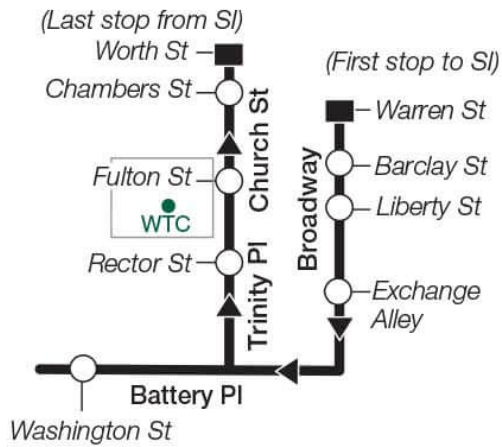 (Last stop from SI)
Worth St
Chambers St
Church St
Fulton St
WTC
Rector St
Trinity Pl
(First stop to SI)
Warren St
Broadway
Barclay St
Liberty St
Exchange
Alley
Battery Pl
Washington St